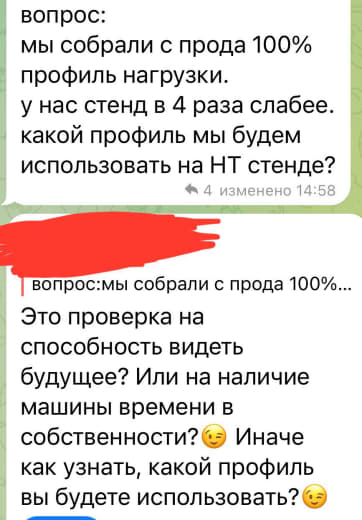 вопрос:
мы собрали с прода 100%
профиль нагрузки.
у нас стенд в 4 раза слабее.
какой профиль мы будем
использовать на НТ стенде?
4 изменено 14:58
вопрос:мы собрали с прода 100%...
Это проверка на
способность видеть
будущее? Или на наличие
машины времени в
собственности?😉 Иначе
как узнать, какой профиль
вы будете использовать?😉